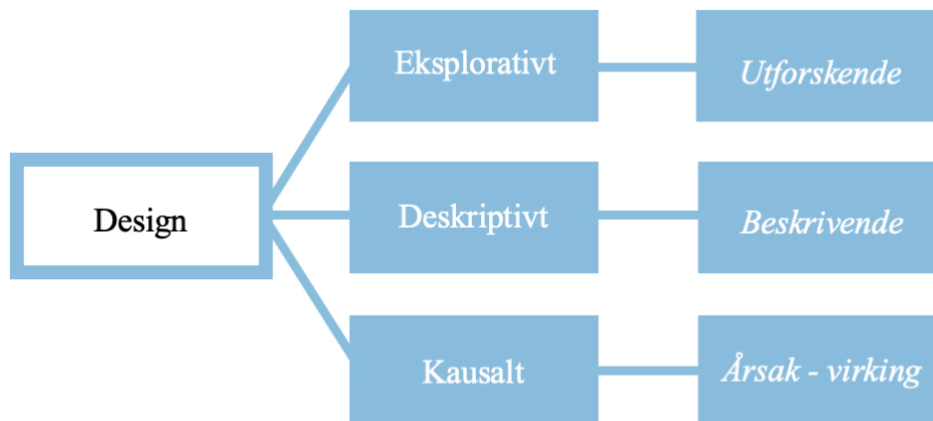 Eksplorativt
Utforskende
Design
Deskriptivt
Beskrivende
Kausalt
Årsak - virking